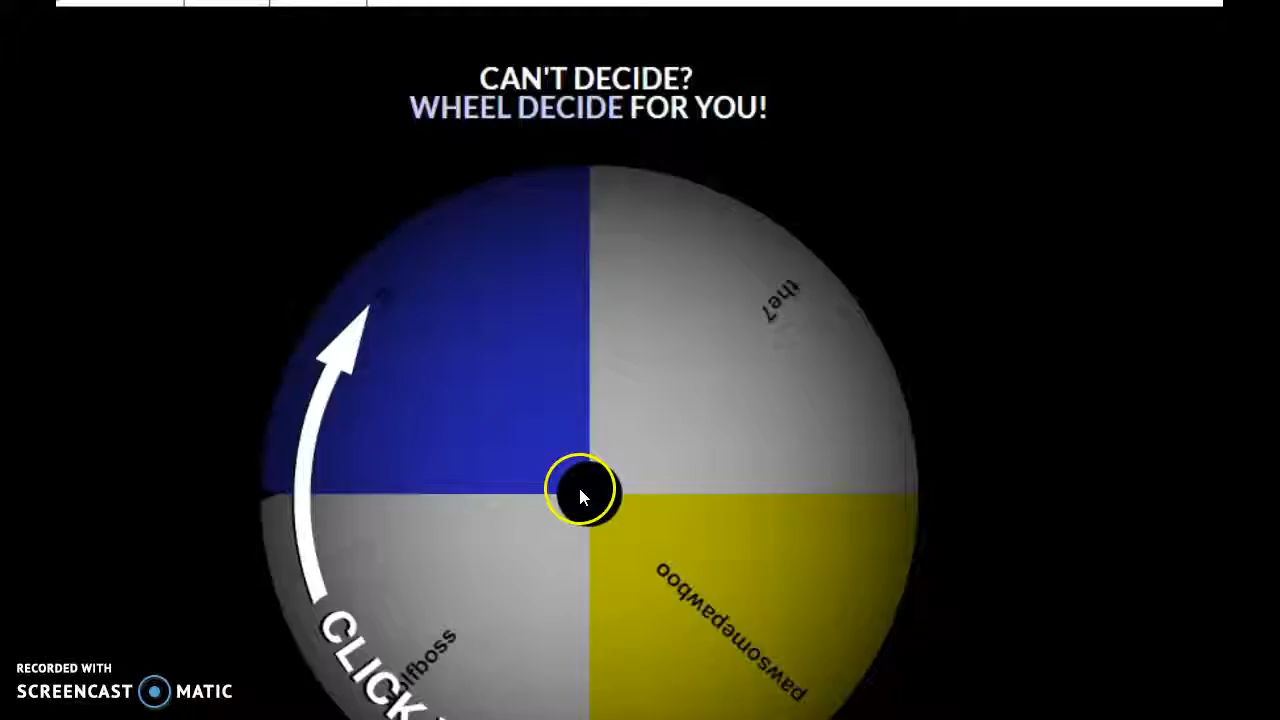 CAN'T DECIDE?
WHEEL DECIDE FOR YOU!
the7
pawsomepawboo
CLICK
RECORDED WITH
SCREENCAST MATIC